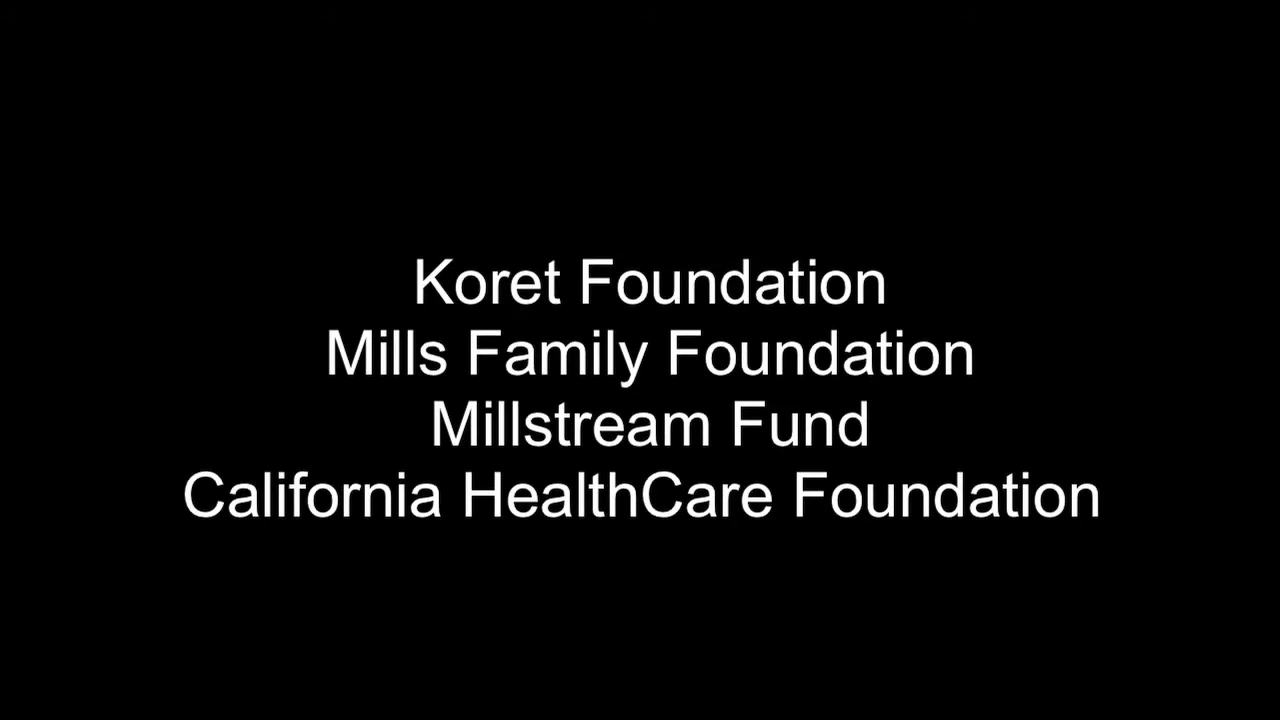 Koret Foundation
Mills Family Foundation
Millstream Fund
California HealthCare Foundation